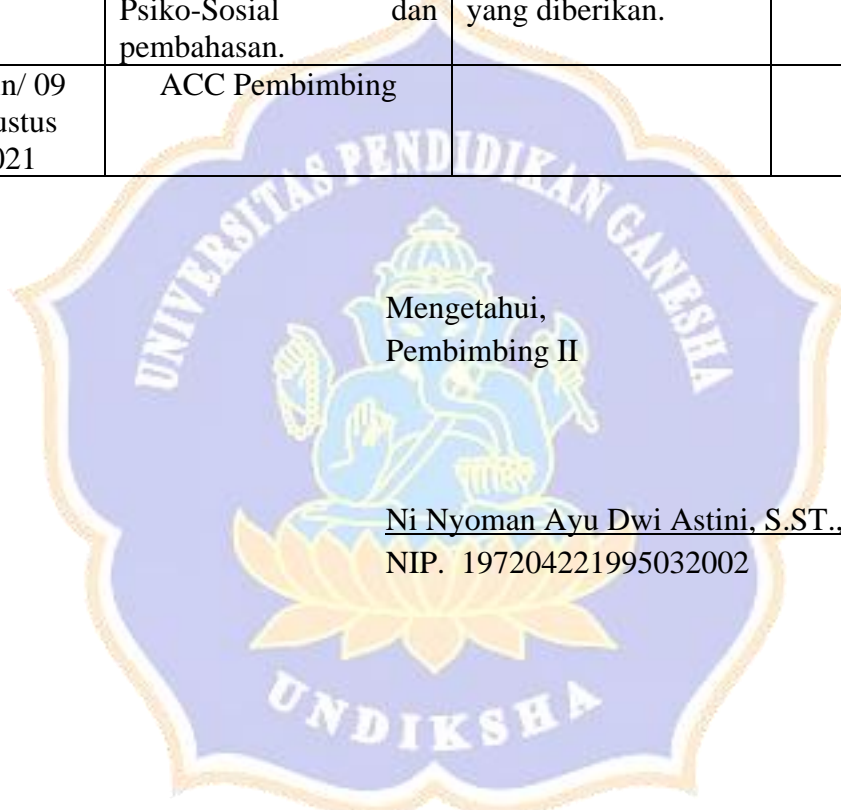 Psiko-Sosial dan yang diberikan.
pembahasan.
n/ 09 ACC Pembimbing
ustus
021
UNIVERSITAS PENDIDIKAN GANESHA
Mengetahui,
Pembimbing II
Ni Nyoman Ayu Dwi Astini, S.ST.,
NIP. 197204221995032002
UNDIKSHA